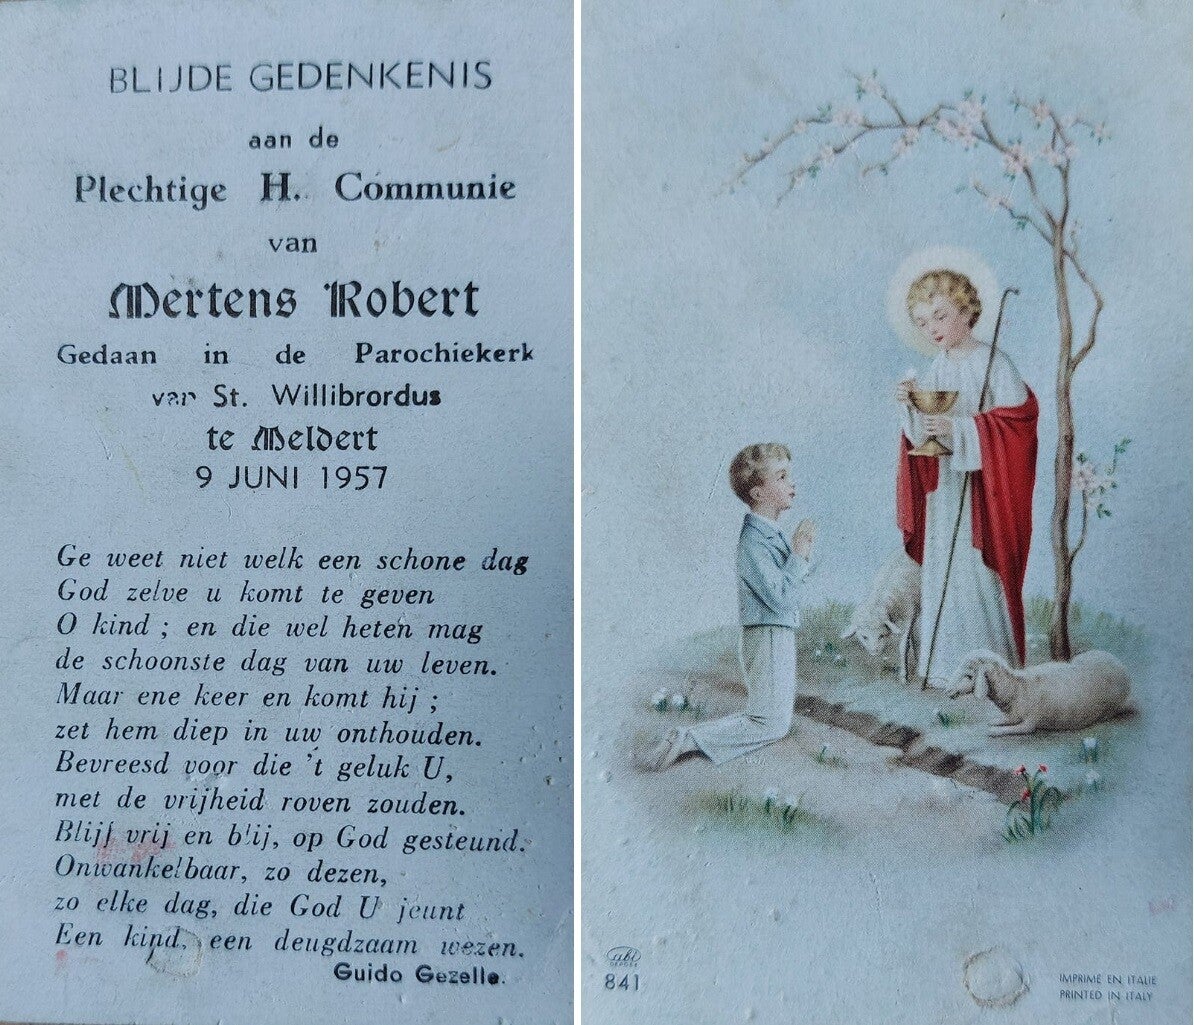 BLIJDE GEDENKENIS
aan de
Plechtige H. Communie
van
Mertens Robert
Gedaan in de Parochiekerk
van St. Willibrordus
te Meldert
9 JUNI 1957
Ge weet niet welk een schone dag
God zelve u komt te geven
O kind ; en die wel heten mag
de schoonste dag van uw leven.
Maar ene keer en komt hij ;
zet hem diep in uw onthouden.
Bevreesd voor die 't geluk U,
met de vrijheid roven zouden.
Blijf vrij en blij, op God gesteund.
Onwankelbaar, zo dezen,
zo elke dag, die God U jeunt
Een kind, een deugdzaam wezen.
Guido Gezelle.
841
IMPRIMÉ EN ITALIE
PRINTED IN ITALY